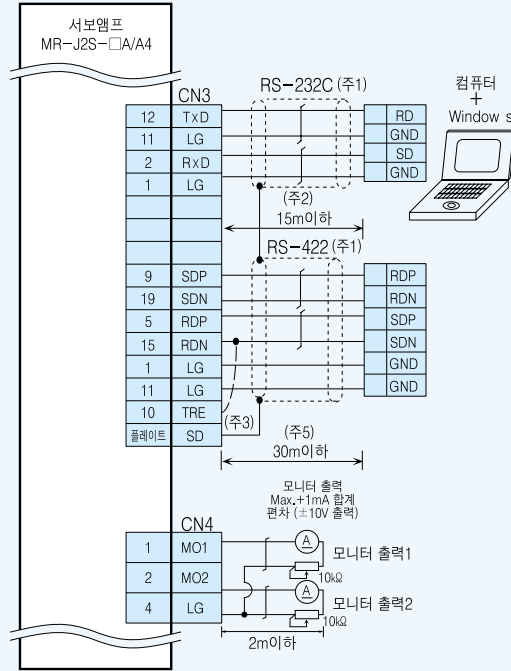 서보앰프
MR-J2S-□A/A4
CN3
RS-232C (주1)
컴퓨터
+
Window s
12 TxD RD
11 LG GND
2 RxD SD
1 LG GND
(주2)
15m이하
RS-422 (주1)
9 SDP RDP
19 SDN RDN
5 RDP SDP
15 RDN SDN
1 LG GND
11 LG GND
10 TRE (주3)
플레이트 SD (주5)
30m이하
모니터 출력
Max.+1mA 합계
편차 (±10V 출력)
CN4
1 MO1 A 모니터 출력1
10kΩ
2 MO2 A 모니터 출력2
4 LG 10kΩ
2m이하